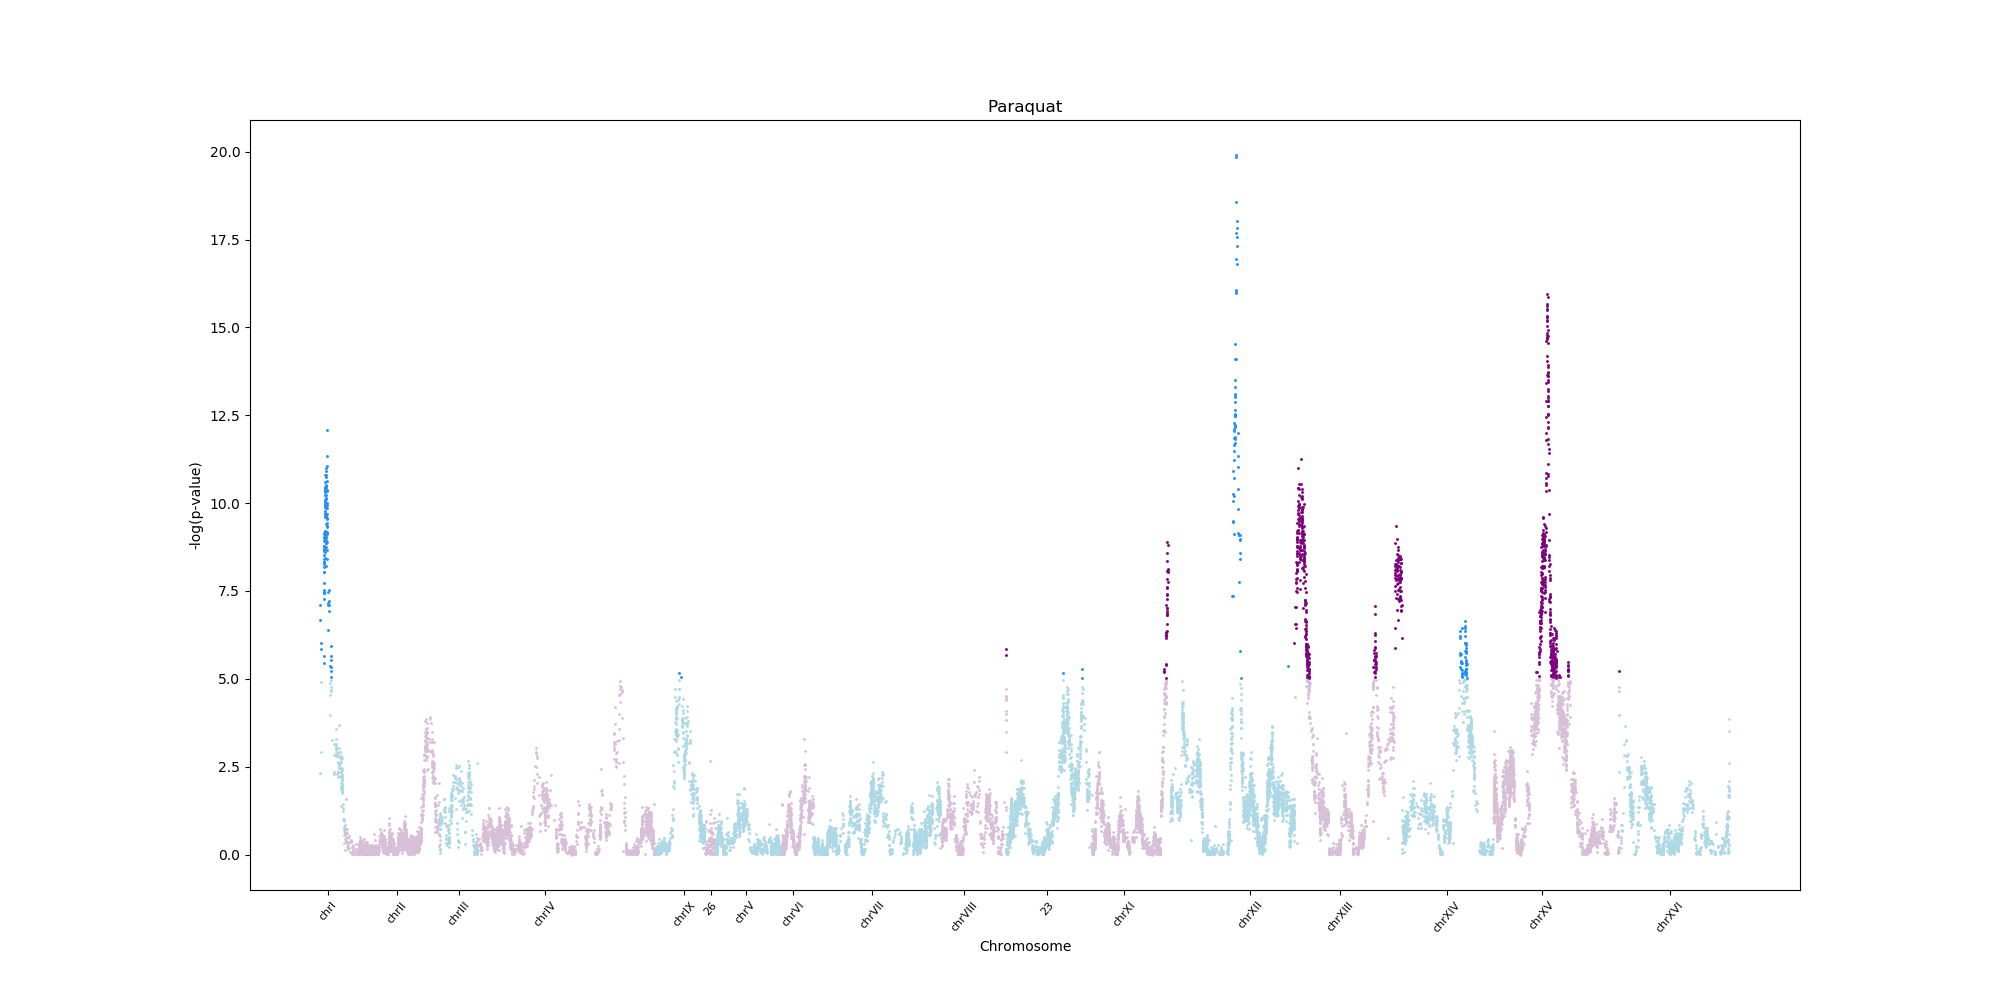 Paraquat
20.0
17.5
15.0
12.5
10.0
7.5
5.0
2.5
0.0
-log(p-value)
chrI
chrII
chrIII
chrIV
chrIX
26
chrV
chrVI
chrVII
chrVIII
23
chrXI
chrXII
chrXIII
chrXIV
chrXV
chrXVI
Chromosome